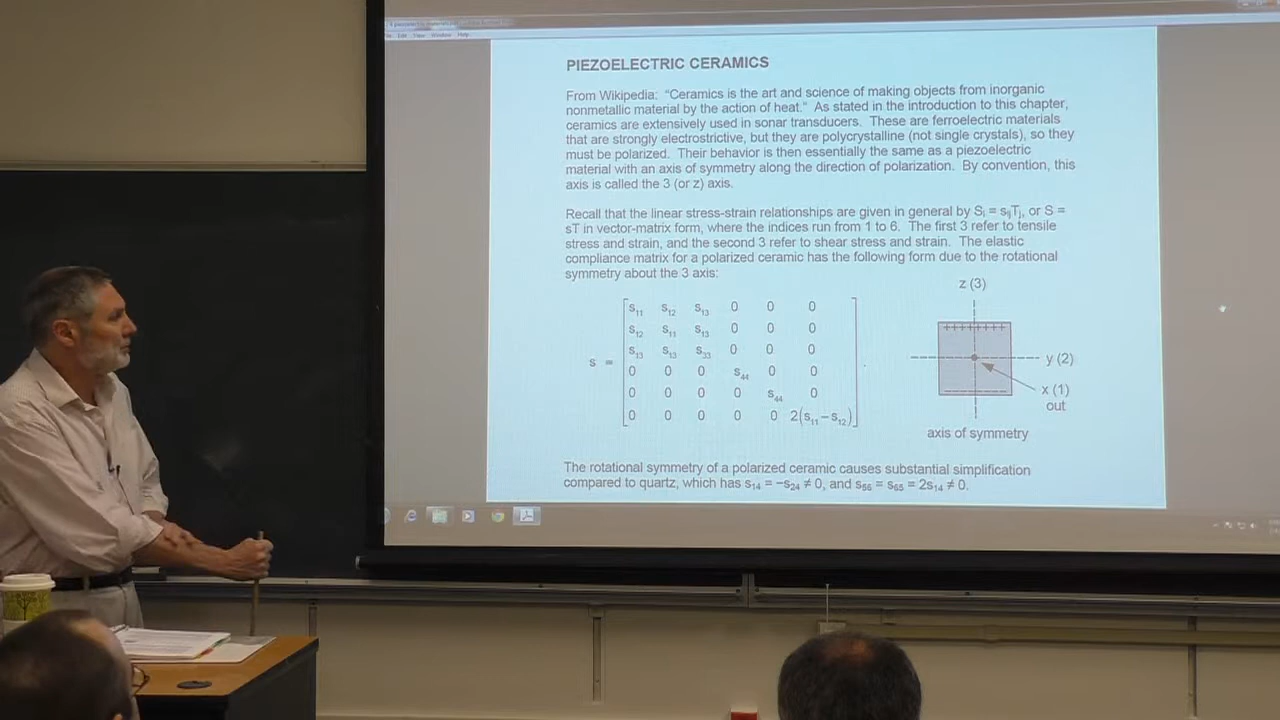 File Edit View Window Help
PIEZOELECTRIC CERAMICS
From Wikipedia: “Ceramics is the art and science of making objects from inorganic
nonmetallic material by the action of heat.” As stated in the introduction to this chapter,
ceramics are extensively used in sonar transducers. These are ferroelectric materials
that are strongly electrostrictive, but they are polycrystalline (not single crystals), so they
must be polarized. Their behavior is then essentially the same as a piezoelectric
material with an axis of symmetry along the direction of polarization. By convention, this
axis is called the 3 (or z) axis.
Recall that the linear stress-strain relationships are given in general by Sᵢ = sᵢⱼTⱼ, or S =
sT in vector-matrix form, where the indices run from 1 to 6. The first 3 refer to tensile
stress and strain, and the second 3 refer to shear stress and strain. The elastic
compliance matrix for a polarized ceramic has the following form due to the rotational
symmetry about the 3 axis:
z (3)
s₁₁ s₁₂ s₁₃ 0 0 0
s₁₂ s₁₁ s₁₃ 0 0 0
s₁₃ s₁₃ s₃₃ 0 0 0
s =
0 0 0 s₄₄ 0 0
0 0 0 0 s₄₄ 0
0 0 0 0 0 2(s₁₁−s₁₂)
+++++++
y (2)
x (1)
out
axis of symmetry
The rotational symmetry of a polarized ceramic causes substantial simplification
compared to quartz, which has s₁₄ = −s₂₄ ≠ 0, and s₅₆ = s₆₅ = 2s₁₄ ≠ 0.